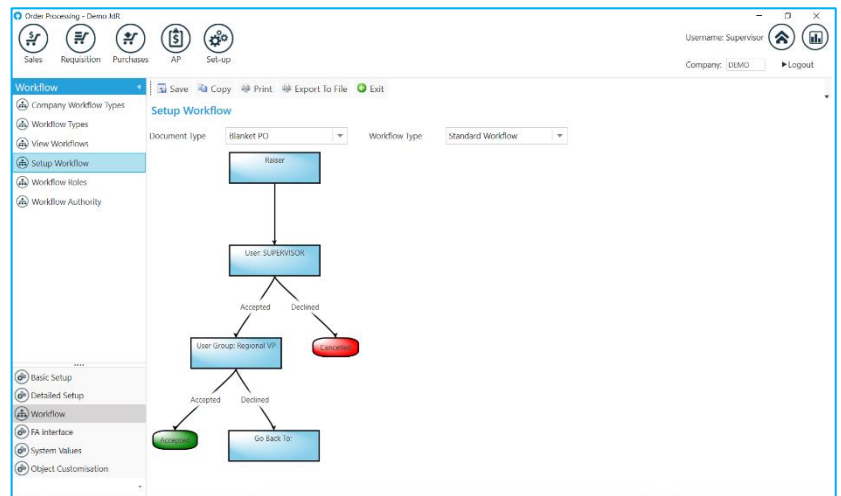 Order Processing - Demo JdR
Username: Supervisor
Sales Requisition Purchases AP Set-up
Company: DEMO Logout
Workflow
Save Copy Print Export To File Exit
Company Workflow Types
Workflow Types
View Workflows
Setup Workflow
Workflow Roles
Workflow Authority
Setup Workflow
Document Type Blanket PO Workflow Type Standard Workflow
Raiser
User: SUPERVISOR
Accepted Declined
User Group: Regional VP
Cancelled
Accepted Declined
Accepted
Go Back To:
Basic Setup
Detailed Setup
Workflow
FA interface
System Values
Object Customisation